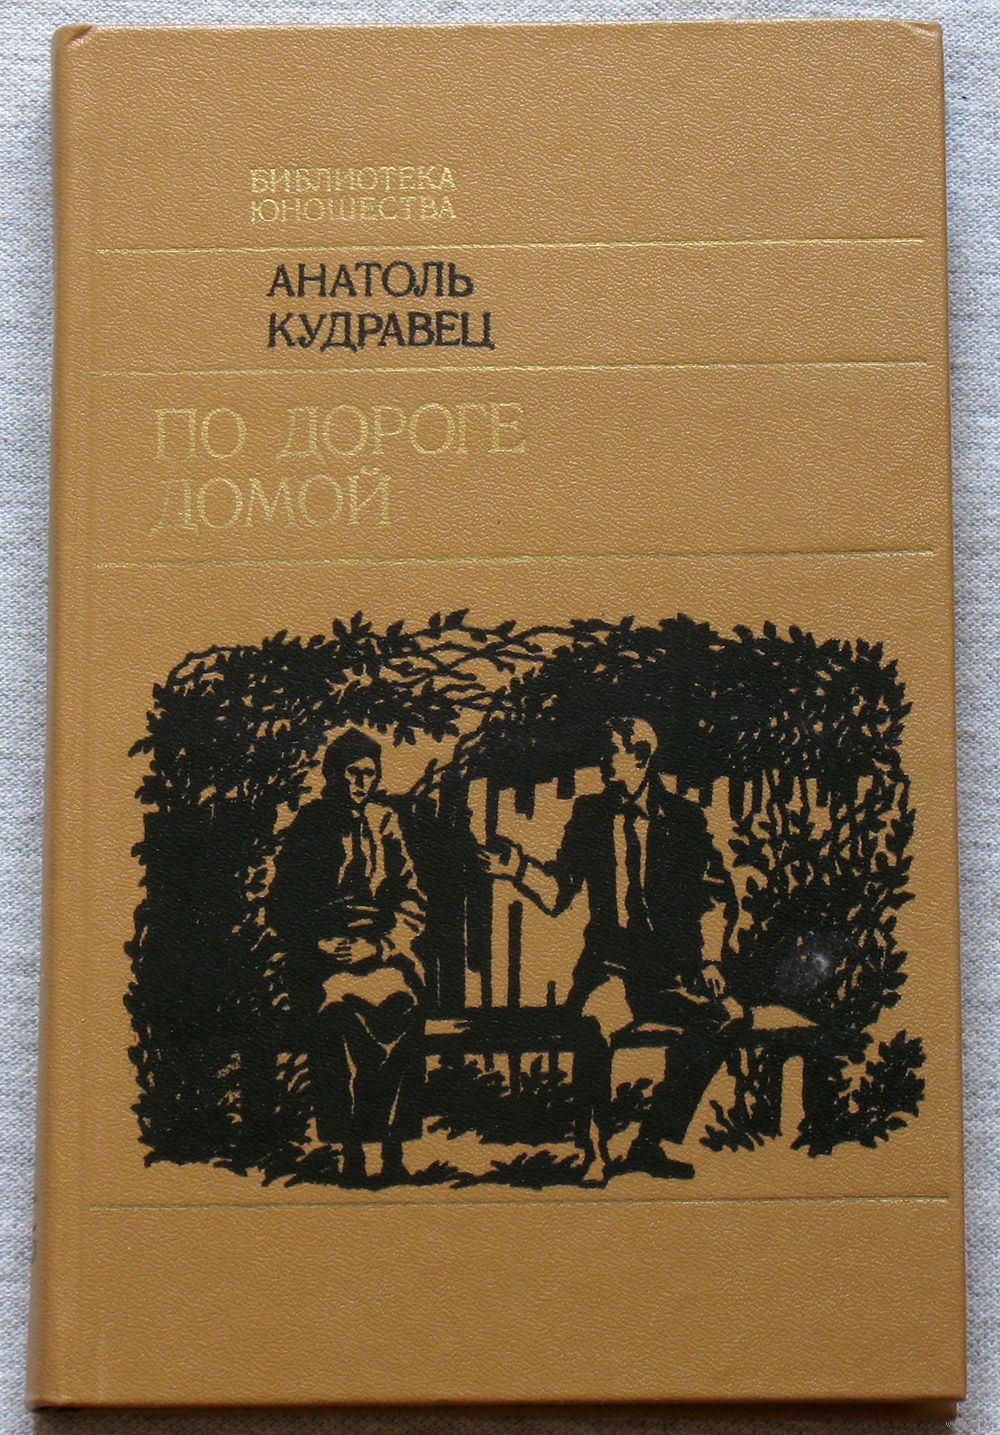 БИБЛИОТЕКА
ЮНОШЕСТВА
АНАТОЛЬ
КУДРАВЕЦ
ПО ДОРОГЕ
ДОМОЙ